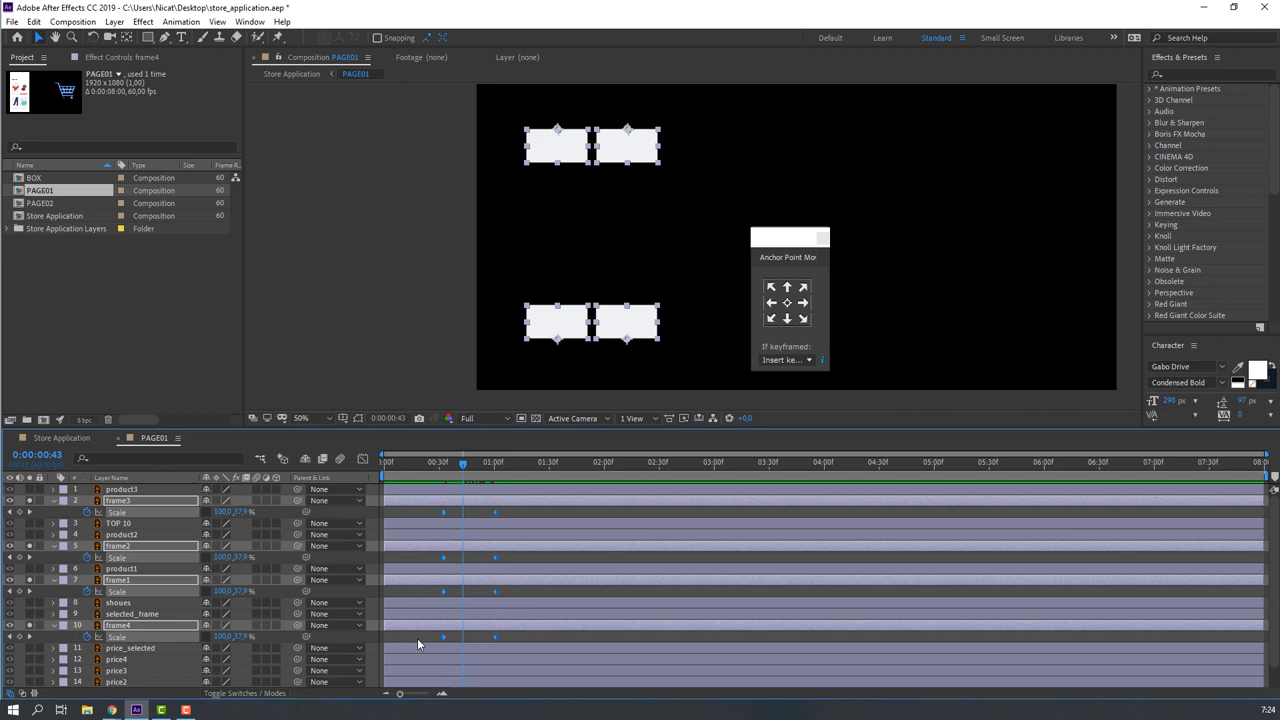 Adobe After Effects CC 2019 - C:\Users\Nicat\Desktop\store_application.aep *
File Edit Composition Layer Effect Animation View Window Help
Snapping
Default Learn Standard Small Screen Libraries Search Help
Project Effect Controls frame4
Composition PAGE01 Footage (none) Layer (none)
Effects & Presets
PAGE01 , used 1 time
1920 x 1080 (1,00)
Δ 0:00:08:00, 60,00 fps
Store Application PAGE01
* Animation Presets
3D Channel
Audio
Blur & Sharpen
Boris FX Mocha
Channel
CINEMA 4D
Color Correction
Distort
Expression Controls
Generate
Immersive Video
Keying
Knoll
Knoll Light Factory
Matte
Noise & Grain
Obsolete
Perspective
Red Giant
Red Giant Color Suite
Name Type Size Frame R
BOX Composition 60
PAGE01 Composition 60
PAGE02 Composition 60
Store Application Composition 60
Store Application Layers Folder
Anchor Point Mo
If keyframed:
Insert ke...
Character
Gabo Drive
Condensed Bold
298 px 97 px
0
8 bpc
50% 0:00:00:43 Full Active Camera 1 View +0,0
Store Application PAGE01
0:00:00:43
# Layer Name Parent & Link
:00f 00:30f 01:00f 01:30f 02:00f 02:30f 03:00f 03:30f 04:00f 04:30f 05:00f 05:30f 06:00f 06:30f 07:00f 07:30f 08:00
1 product3 None
2 frame3 None
Scale 100,0,37,9 %
3 TOP 10 None
4 product2 None
5 frame2 None
Scale 100,0,37,9 %
6 product1 None
7 frame1 None
Scale 100,0,37,9 %
8 shoues None
9 selected_frame None
10 frame4 None
Scale 100,0,37,9 %
11 price_selected None
12 price4 None
13 price3 None
14 price2 None
Toggle Switches / Modes
7:24